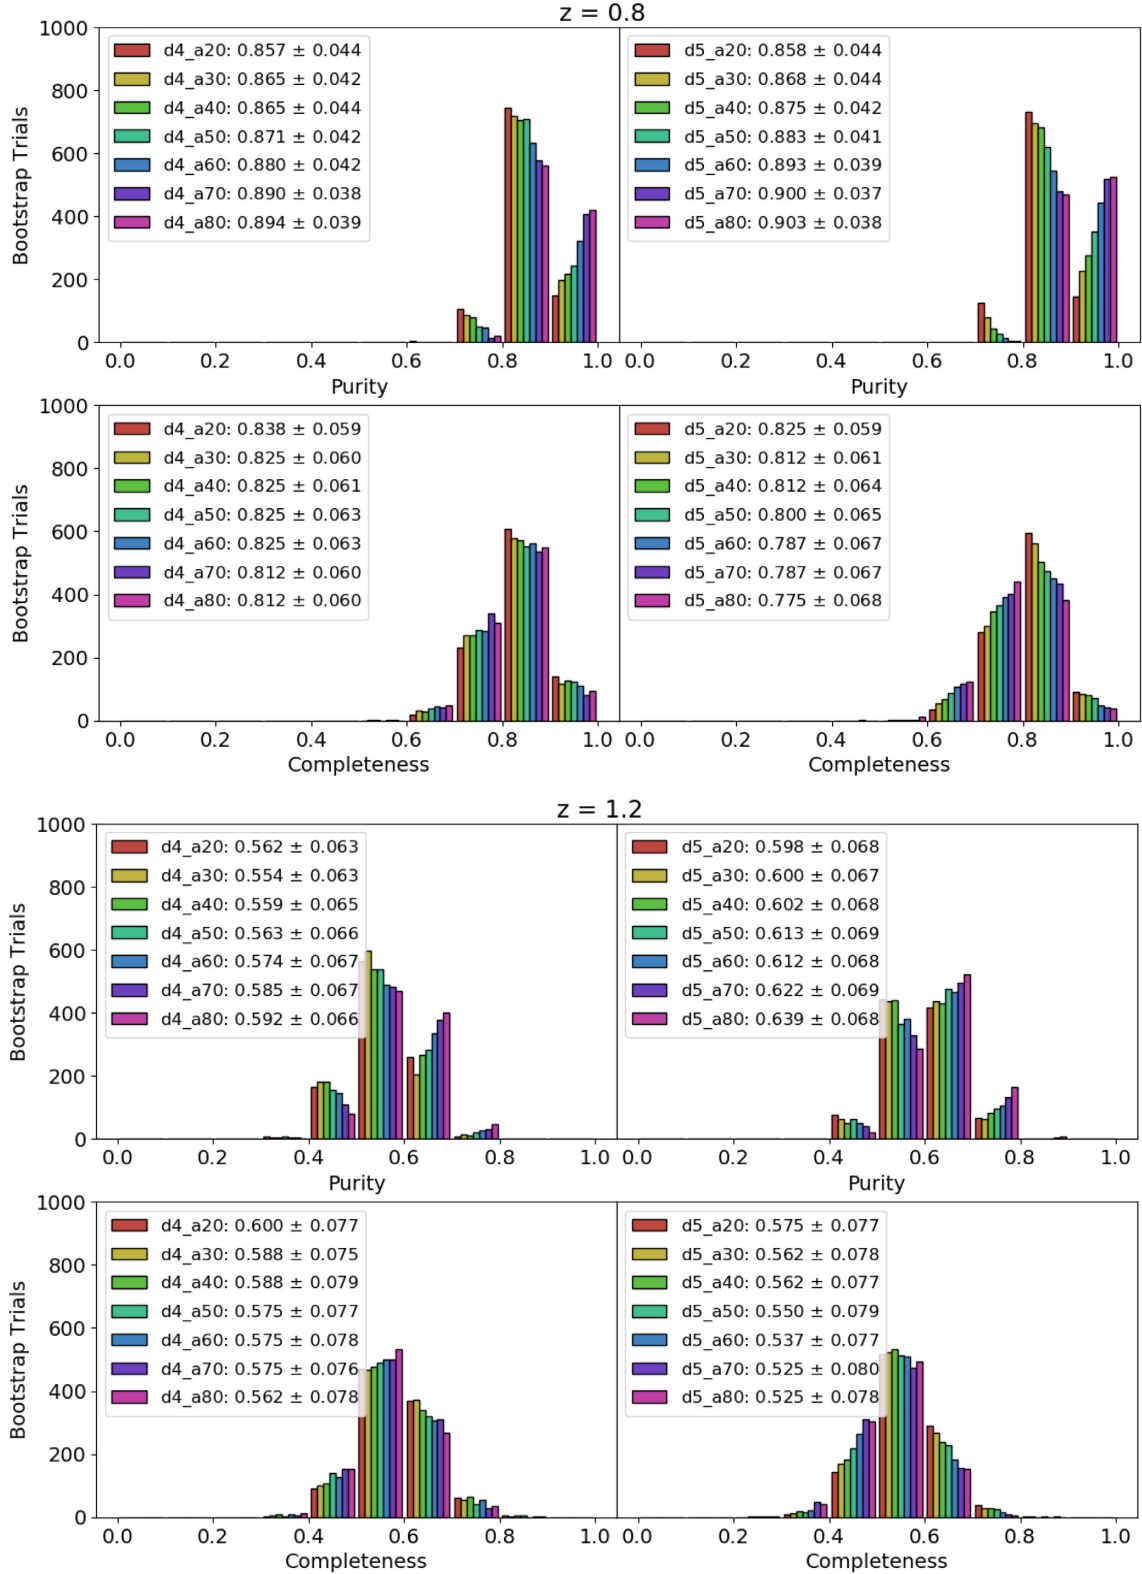 z = 0.8
1000
800
600
400
200
0
Bootstrap Trials
d4_a20: 0.857 ± 0.044
d4_a30: 0.865 ± 0.042
d4_a40: 0.865 ± 0.044
d4_a50: 0.871 ± 0.042
d4_a60: 0.880 ± 0.042
d4_a70: 0.890 ± 0.038
d4_a80: 0.894 ± 0.039
0.0 0.2 0.4 0.6 0.8 1.0
Purity
d5_a20: 0.858 ± 0.044
d5_a30: 0.868 ± 0.044
d5_a40: 0.875 ± 0.042
d5_a50: 0.883 ± 0.041
d5_a60: 0.893 ± 0.039
d5_a70: 0.900 ± 0.037
d5_a80: 0.903 ± 0.038
0.0 0.2 0.4 0.6 0.8 1.0
Purity
1000
800
600
400
200
0
Bootstrap Trials
d4_a20: 0.838 ± 0.059
d4_a30: 0.825 ± 0.060
d4_a40: 0.825 ± 0.061
d4_a50: 0.825 ± 0.063
d4_a60: 0.825 ± 0.063
d4_a70: 0.812 ± 0.060
d4_a80: 0.812 ± 0.060
0.0 0.2 0.4 0.6 0.8 1.0
Completeness
d5_a20: 0.825 ± 0.059
d5_a30: 0.812 ± 0.061
d5_a40: 0.812 ± 0.064
d5_a50: 0.800 ± 0.065
d5_a60: 0.787 ± 0.067
d5_a70: 0.787 ± 0.067
d5_a80: 0.775 ± 0.068
0.0 0.2 0.4 0.6 0.8 1.0
Completeness
z = 1.2
1000
800
600
400
200
0
Bootstrap Trials
d4_a20: 0.562 ± 0.063
d4_a30: 0.554 ± 0.063
d4_a40: 0.559 ± 0.065
d4_a50: 0.563 ± 0.066
d4_a60: 0.574 ± 0.067
d4_a70: 0.585 ± 0.067
d4_a80: 0.592 ± 0.066
0.0 0.2 0.4 0.6 0.8 1.0
Purity
d5_a20: 0.598 ± 0.068
d5_a30: 0.600 ± 0.067
d5_a40: 0.602 ± 0.068
d5_a50: 0.613 ± 0.069
d5_a60: 0.612 ± 0.068
d5_a70: 0.622 ± 0.069
d5_a80: 0.639 ± 0.068
0.0 0.2 0.4 0.6 0.8 1.0
Purity
1000
800
600
400
200
0
Bootstrap Trials
d4_a20: 0.600 ± 0.077
d4_a30: 0.588 ± 0.075
d4_a40: 0.588 ± 0.079
d4_a50: 0.575 ± 0.077
d4_a60: 0.575 ± 0.078
d4_a70: 0.575 ± 0.076
d4_a80: 0.562 ± 0.078
0.0 0.2 0.4 0.6 0.8 1.0
Completeness
d5_a20: 0.575 ± 0.077
d5_a30: 0.562 ± 0.078
d5_a40: 0.562 ± 0.077
d5_a50: 0.550 ± 0.079
d5_a60: 0.537 ± 0.077
d5_a70: 0.525 ± 0.080
d5_a80: 0.525 ± 0.078
0.0 0.2 0.4 0.6 0.8 1.0
Completeness